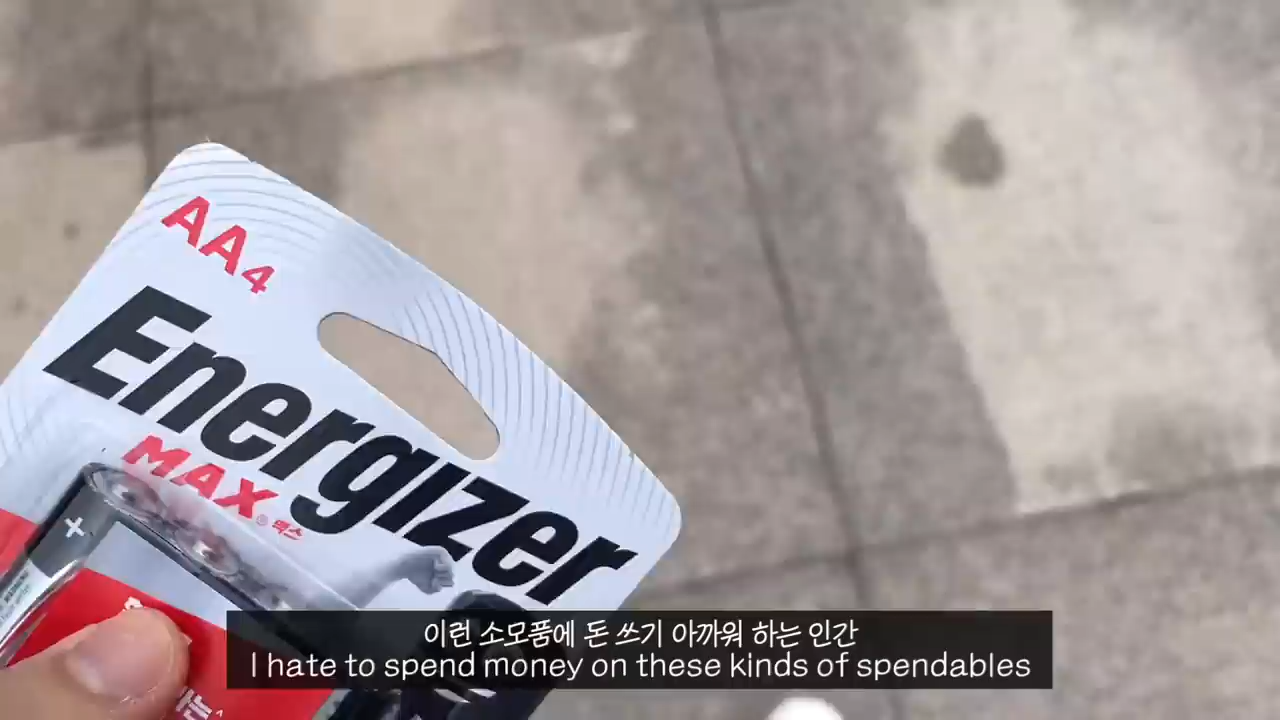 AA4
Energizer
MAX® 맥스
+
이런 소모품에 돈 쓰기 아까워 하는 인간
I hate to spend money on these kinds of spendables